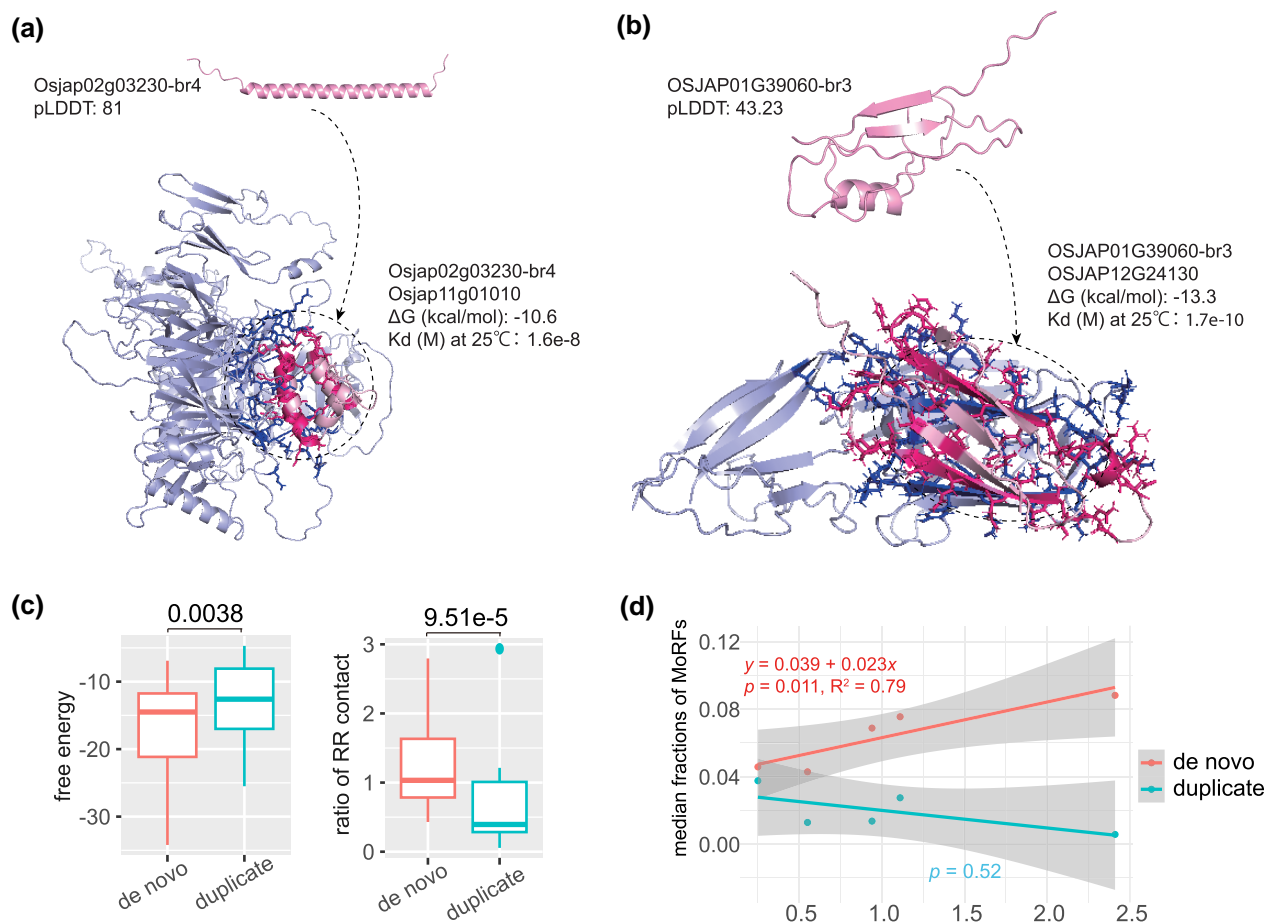 (a)
Osjap02g03230-br4
pLDDT: 81
Osjap02g03230-br4
Osjap11g01010
ΔG (kcal/mol): -10.6
Kd (M) at 25℃: 1.6e-8
(b)
OSJAP01G39060-br3
pLDDT: 43.23
OSJAP01G39060-br3
OSJAP12G24130
ΔG (kcal/mol): -13.3
Kd (M) at 25℃: 1.7e-10
(c)
0.0038
free energy
-10
-20
-30
de novo
duplicate
9.51e-5
ratio of RR contact
3
2
1
0
de novo
duplicate
(d)
median fractions of MoRFs
0.12
0.08
0.04
0.00
y = 0.039 + 0.023x
p = 0.011, R² = 0.79
p = 0.52
0.5
1.0
1.5
2.0
2.5
de novo
duplicate